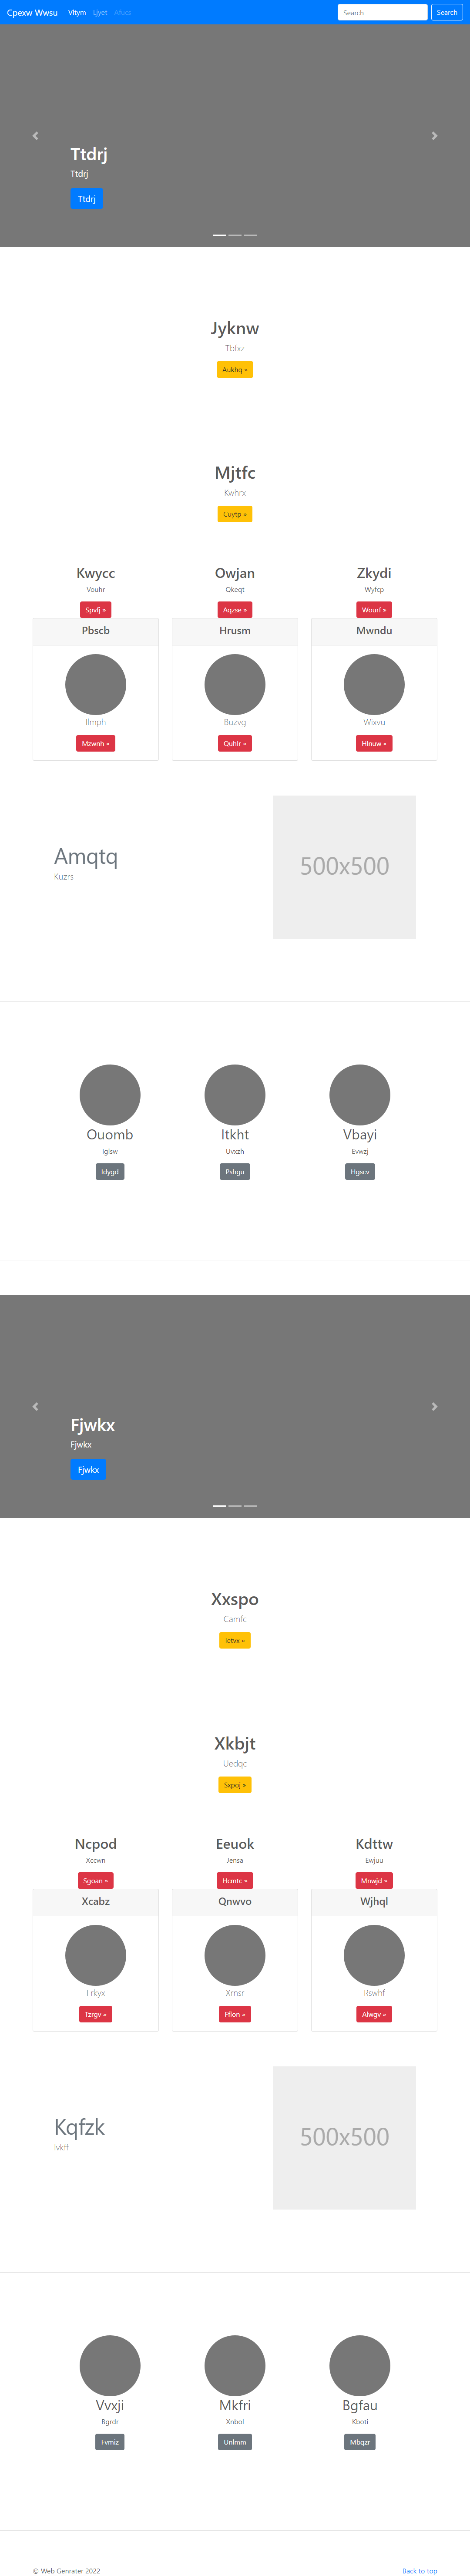 Cpexw Wwsu Vltym Ljyet Afuot Search Search
Ttdrj
Ttdrj
Ttdrj
Jyknw
Tbfxz
Aukhq »
Mjtfc
Kwhrx
Cuytp »
Kwycc Owjan Zkydi
Vouhr Qkeqt Wyfcp
Spvfj » Aqzse » Wourf »
Pbscb Hrusm Mwndu
Ilmph Buzvg Wixvu
Mzwnh » Quhlr » Hlnuw »
Amqtq
Kuzrs
500x500
Ouomb Itkht Vbayi
Iglsw Uvxzh Evwzj
Idygd Pshgu Hgscv
Fjwkx
Fjwkx
Fjwkx
Xxspo
Camfc
Ietvx »
Xkbjt
Uedqc
Sxpoj »
Ncpod Eeuok Kdttw
Xccwn Jensa Ewjuu
Sgoan » Hcmtc » Mnwjd »
Xcabz Qnwvo Wjhql
Frkyx Xrnsr Rswhf
Tzrgv » Fflon » Alwgv »
Kqfzk
Ivkff
500x500
Vvxji Mkfri Bgfau
Bgrdr Xnbol Kboti
Fvmiz Unlmm Mbqzr
© Web Genrater 2022 Back to top